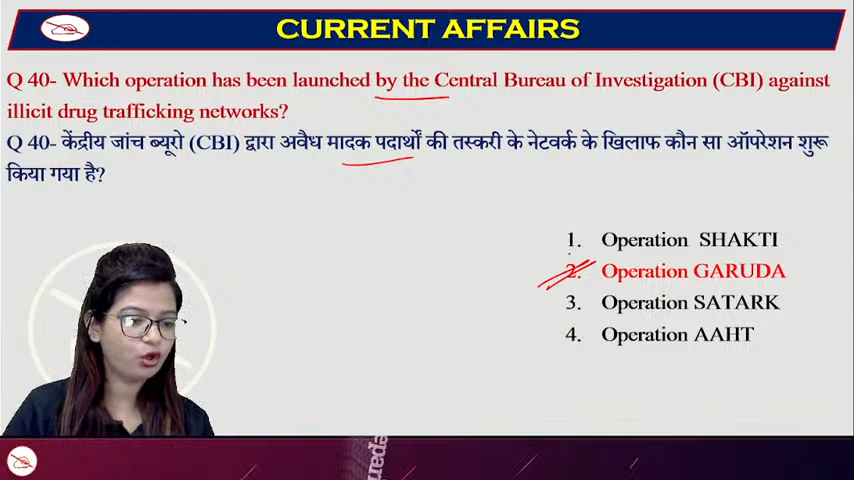 CURRENT AFFAIRS
Q 40- Which operation has been launched by the Central Bureau of Investigation (CBI) against
illicit drug trafficking networks?
Q 40- केंद्रीय जांच ब्यूरो (CBI) द्वारा अवैध मादक पदार्थों की तस्करी के नेटवर्क के खिलाफ कौन सा ऑपरेशन शुरू
किया गया है?
1. Operation SHAKTI
2. Operation GARUDA
3. Operation SATARK
4. Operation AAHT